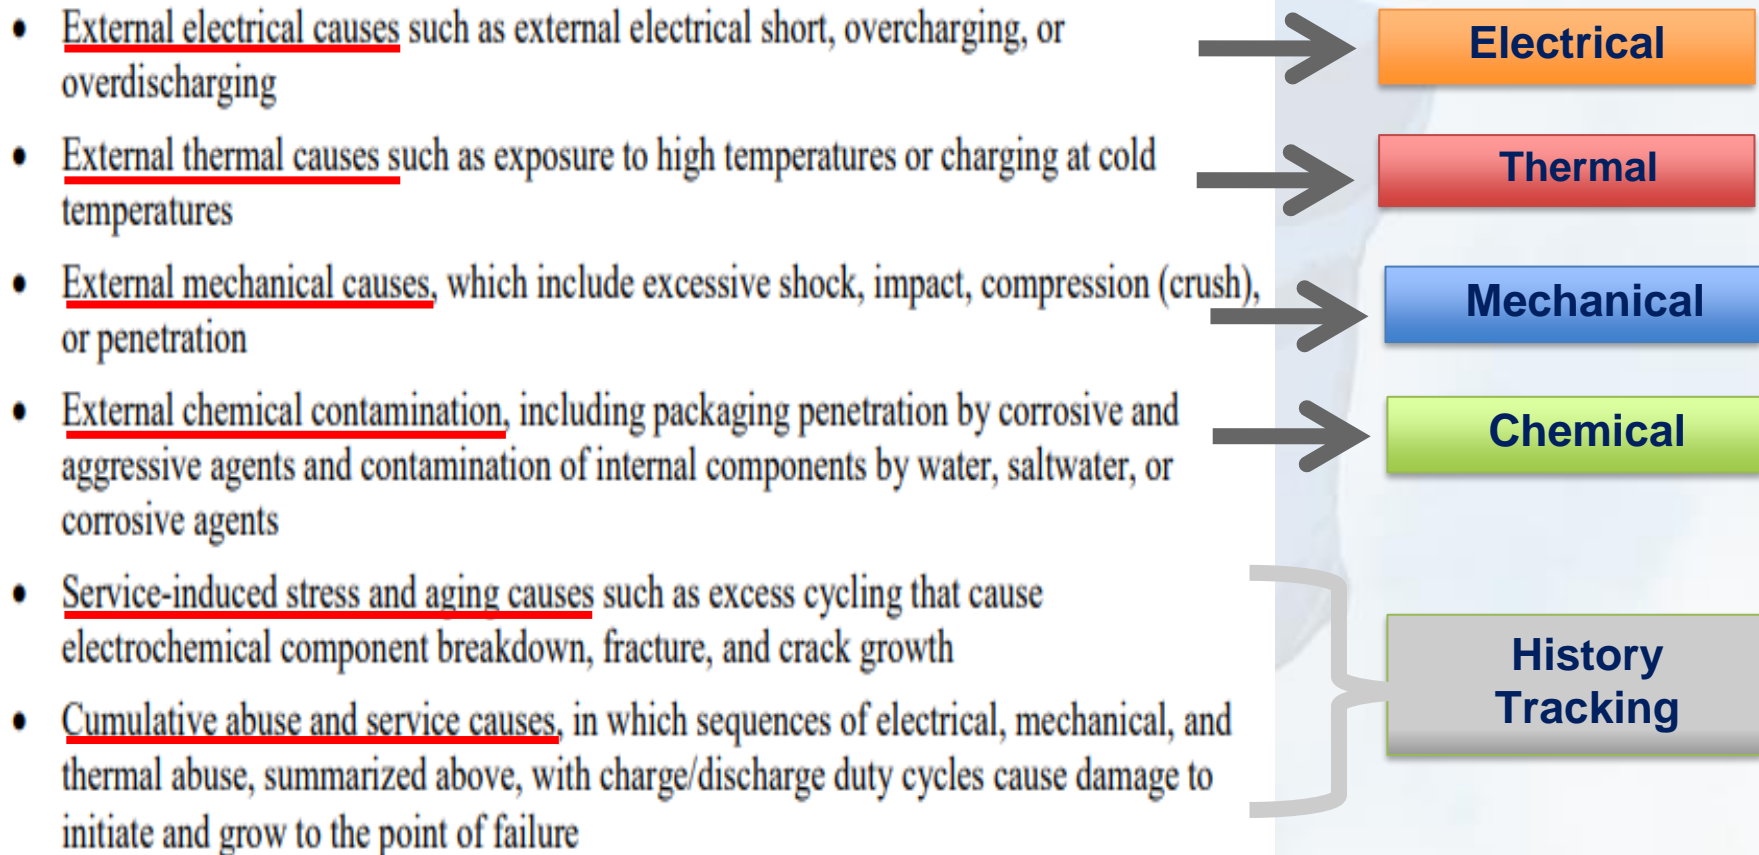 • External electrical causes such as external electrical short, overcharging, or
overdischarging
• External thermal causes such as exposure to high temperatures or charging at cold
temperatures
• External mechanical causes, which include excessive shock, impact, compression (crush),
or penetration
• External chemical contamination, including packaging penetration by corrosive and
aggressive agents and contamination of internal components by water, saltwater, or
corrosive agents
• Service-induced stress and aging causes such as excess cycling that cause
electrochemical component breakdown, fracture, and crack growth
• Cumulative abuse and service causes, in which sequences of electrical, mechanical, and
thermal abuse, summarized above, with charge/discharge duty cycles cause damage to
initiate and grow to the point of failure
Electrical
Thermal
Mechanical
Chemical
History
Tracking